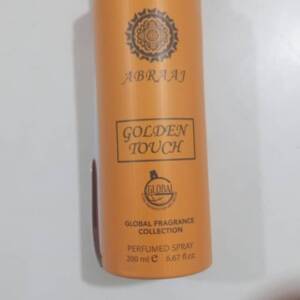 ABRAAJ
GOLDEN
TOUCH
GLOBAL
GLOBAL FRAGRANCE
COLLECTION
PERFUMED SPRAY
200 ml e 6.67 fl.oz